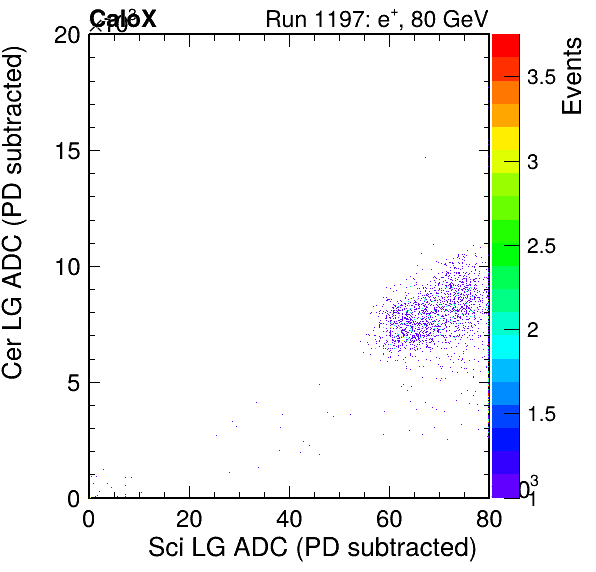 CaloX Run 1197: e+, 80 GeV
×10³
20
15
10
5
0
0 20 40 60 80
Sci LG ADC (PD subtracted)
Cer LG ADC (PD subtracted)
3.5
3
2.5
2
1.5
1
Events